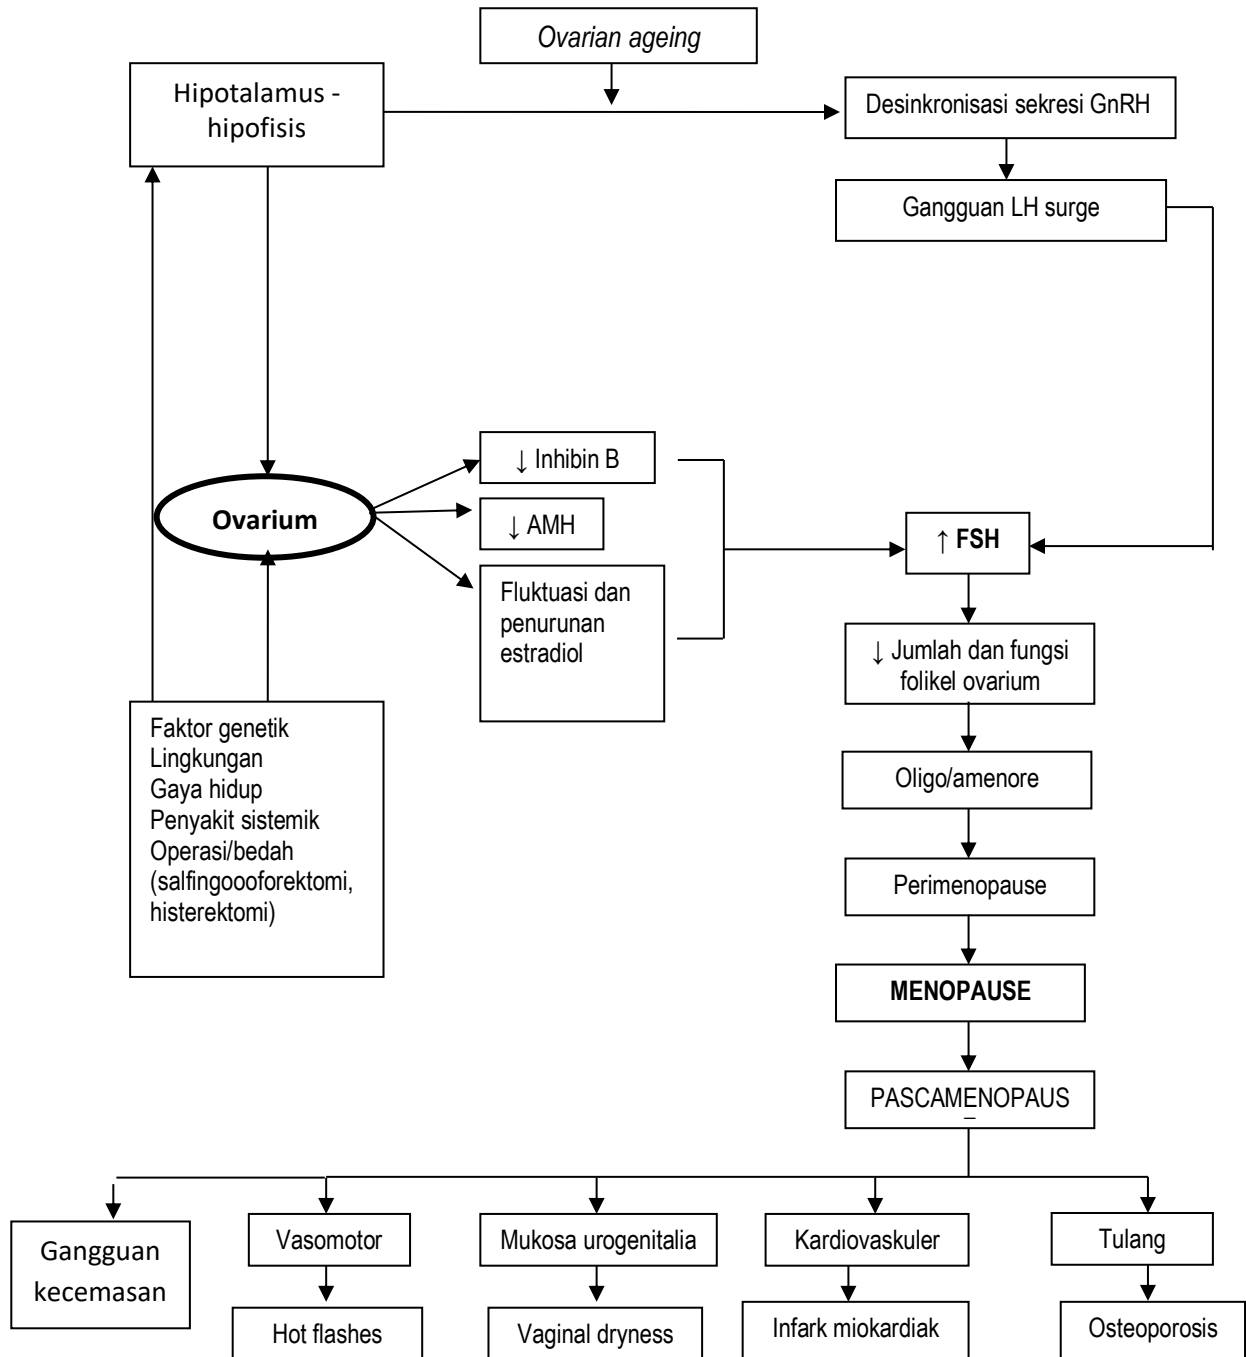 Ovarian ageing
Hipotalamus -
hipofisis
Desinkronisasi sekresi GnRH
Gangguan LH surge
↓ Inhibin B
Ovarium
↓ AMH
↑ FSH
Fluktuasi dan
penurunan
estradiol
↓ Jumlah dan fungsi
folikel ovarium
Faktor genetik
Lingkungan
Gaya hidup
Penyakit sistemik
Operasi/bedah
(salfingoooforektomi,
histerektomi)
Oligo/amenore
Perimenopause
MENOPAUSE
PASCAMENOPAUS
Gangguan
kecemasan
Vasomotor
Mukosa urogenitalia
Kardiovaskuler
Tulang
Hot flashes
Vaginal dryness
Infark miokardiak
Osteoporosis